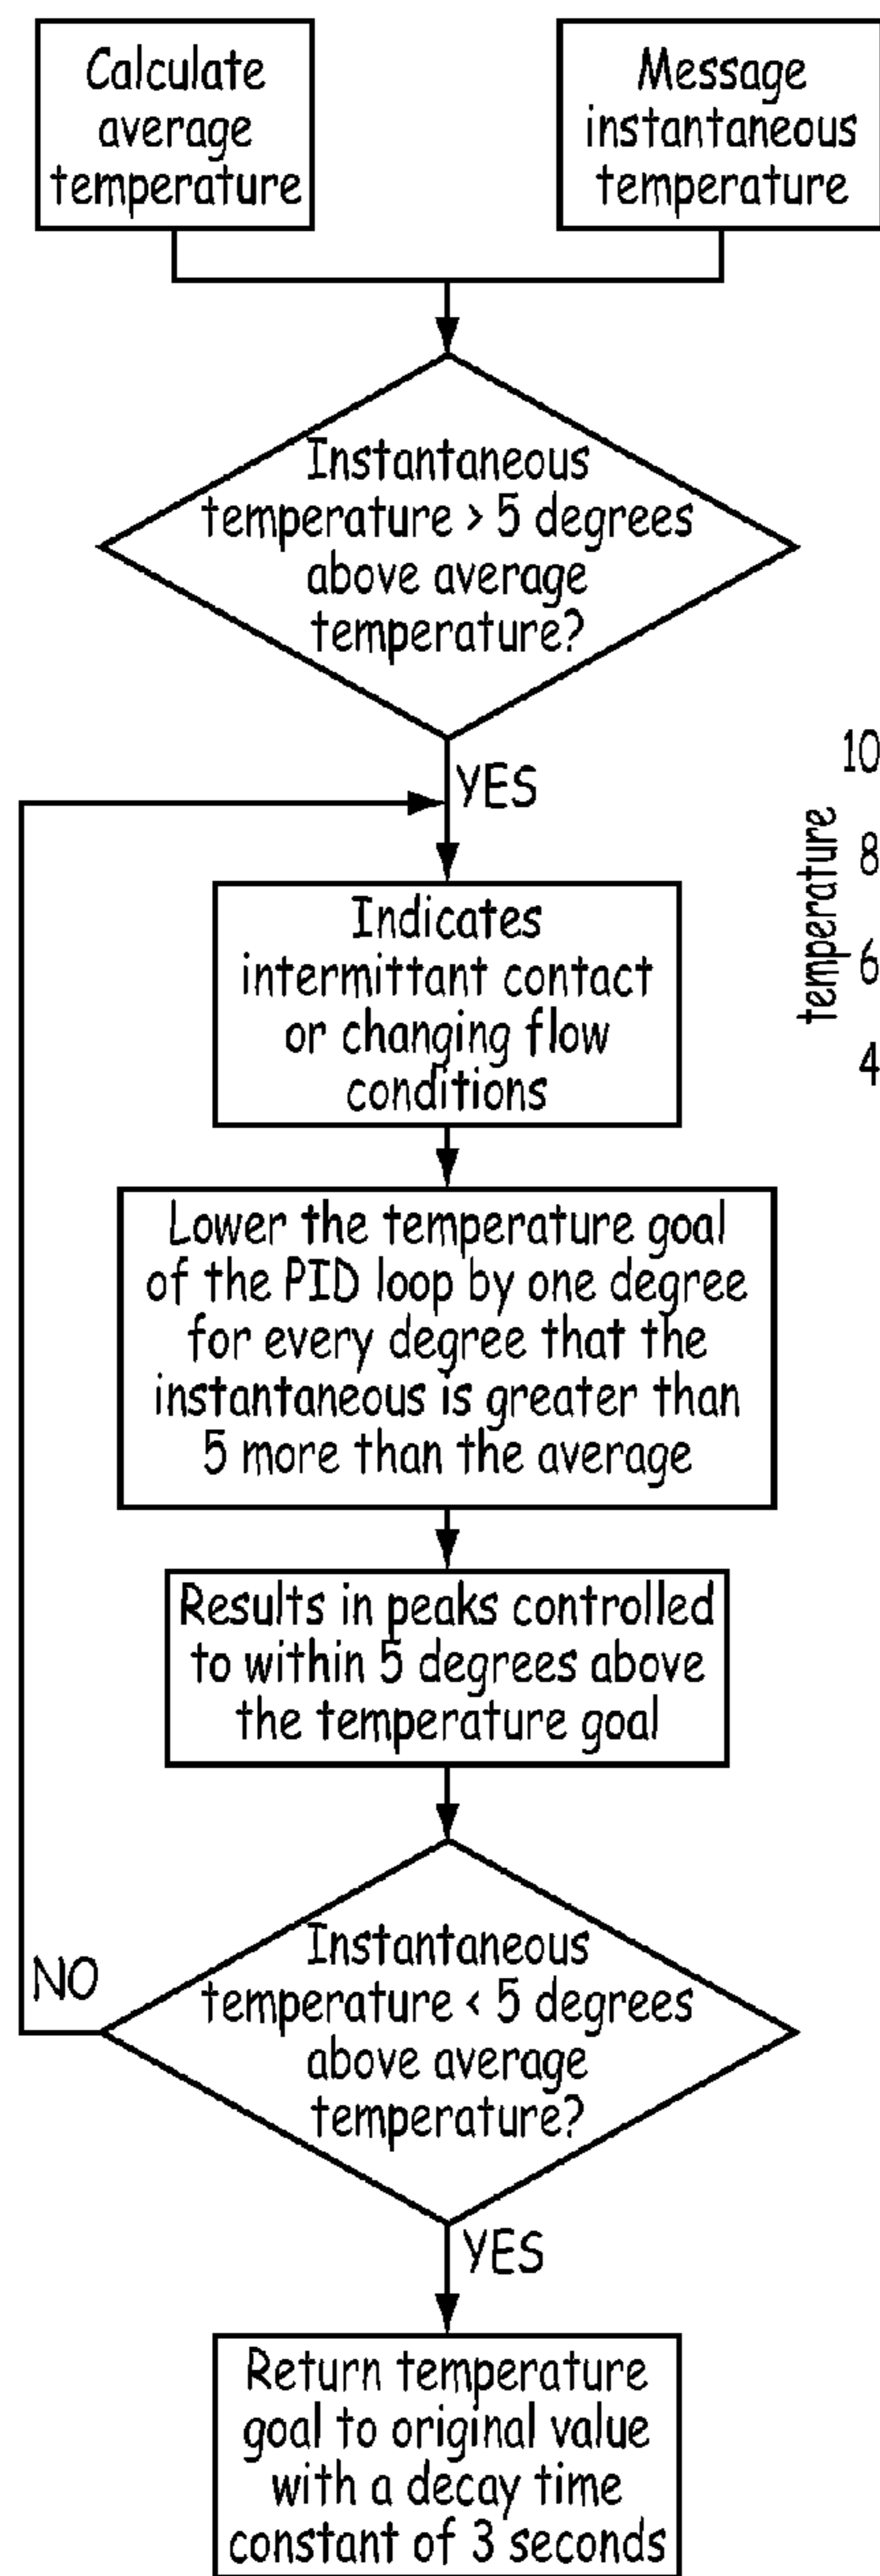 Calculate
average
temperature
Message
instantaneous
temperature
Instantaneous
temperature > 5 degrees
above average
temperature?
YES
Indicates
intermittant contact
or changing flow
conditions
Lower the temperature goal
of the PID loop by one degree
for every degree that the
instantaneous is greater than
5 more than the average
Results in peaks controlled
to within 5 degrees above
the temperature goal
Instantaneous
temperature < 5 degrees
above average
temperature?
NO
YES
Return temperature
goal to original value
with a decay time
constant of 3 seconds
temperature
10
8
6
4